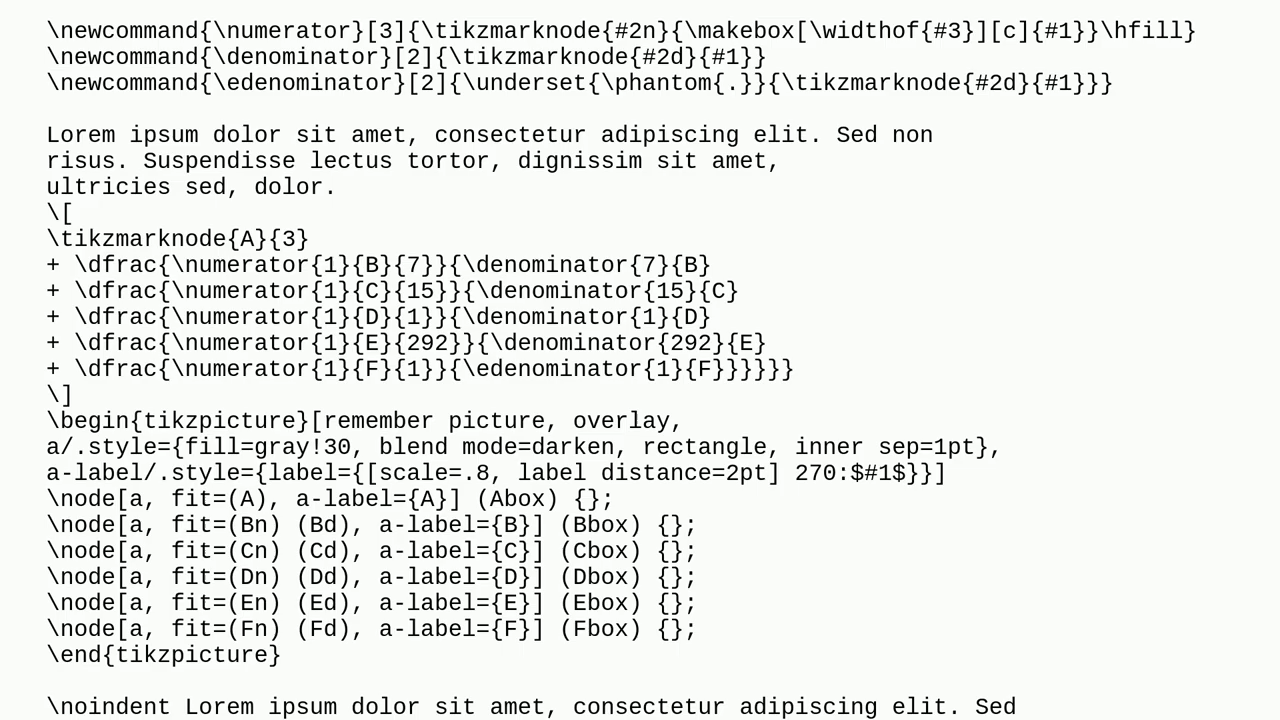 \newcommand{\numerator}[3]{\tikzmarknode{#2n}{\makebox[\widthof{#3}][c]{#1}}\hfill}
\newcommand{\denominator}[2]{\tikzmarknode{#2d}{#1}}
\newcommand{\edenominator}[2]{\underset{\phantom{.}}{\tikzmarknode{#2d}{#1}}}
Lorem ipsum dolor sit amet, consectetur adipiscing elit. Sed non
risus. Suspendisse lectus tortor, dignissim sit amet,
ultricies sed, dolor.
\[
\tikzmarknode{A}{3}
+ \dfrac{\numerator{1}{B}{7}}{\denominator{7}{B}
+ \dfrac{\numerator{1}{C}{15}}{\denominator{15}{C}
+ \dfrac{\numerator{1}{D}{1}}{\denominator{1}{D}
+ \dfrac{\numerator{1}{E}{292}}{\denominator{292}{E}
+ \dfrac{\numerator{1}{F}{1}}{\edenominator{1}{F}}}}}}
\]
\begin{tikzpicture}[remember picture, overlay,
a/.style={fill=gray!30, blend mode=darken, rectangle, inner sep=1pt},
a-label/.style={label={[scale=.8, label distance=2pt] 270:$#1$}}]
\node[a, fit=(A), a-label={A}] (Abox) {};
\node[a, fit=(Bn) (Bd), a-label={B}] (Bbox) {};
\node[a, fit=(Cn) (Cd), a-label={C}] (Cbox) {};
\node[a, fit=(Dn) (Dd), a-label={D}] (Dbox) {};
\node[a, fit=(En) (Ed), a-label={E}] (Ebox) {};
\node[a, fit=(Fn) (Fd), a-label={F}] (Fbox) {};
\end{tikzpicture}
\noindent Lorem ipsum dolor sit amet, consectetur adipiscing elit. Sed